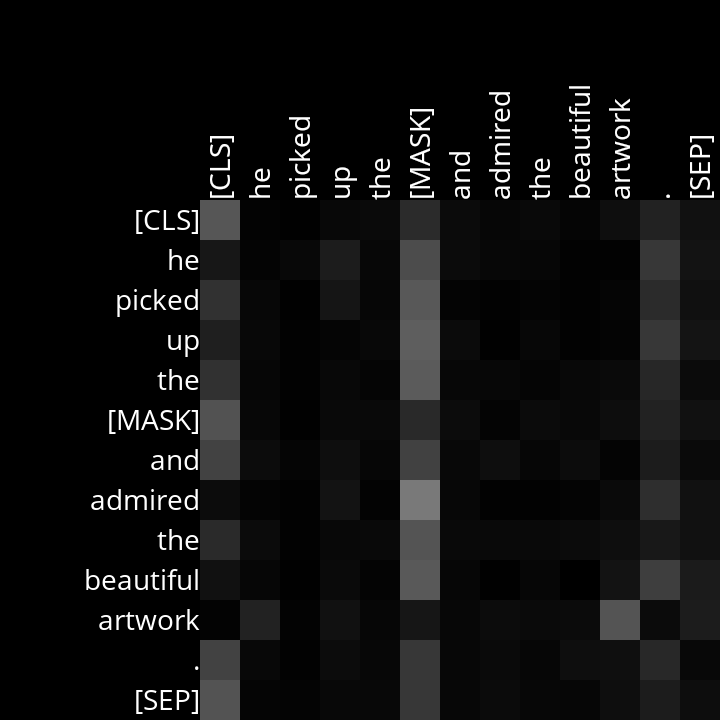 [CLS] he picked up the [MASK] and admired the beautiful artwork . [SEP]
[CLS]
he
picked
up
the
[MASK]
and
admired
the
beautiful
artwork
.
[SEP]